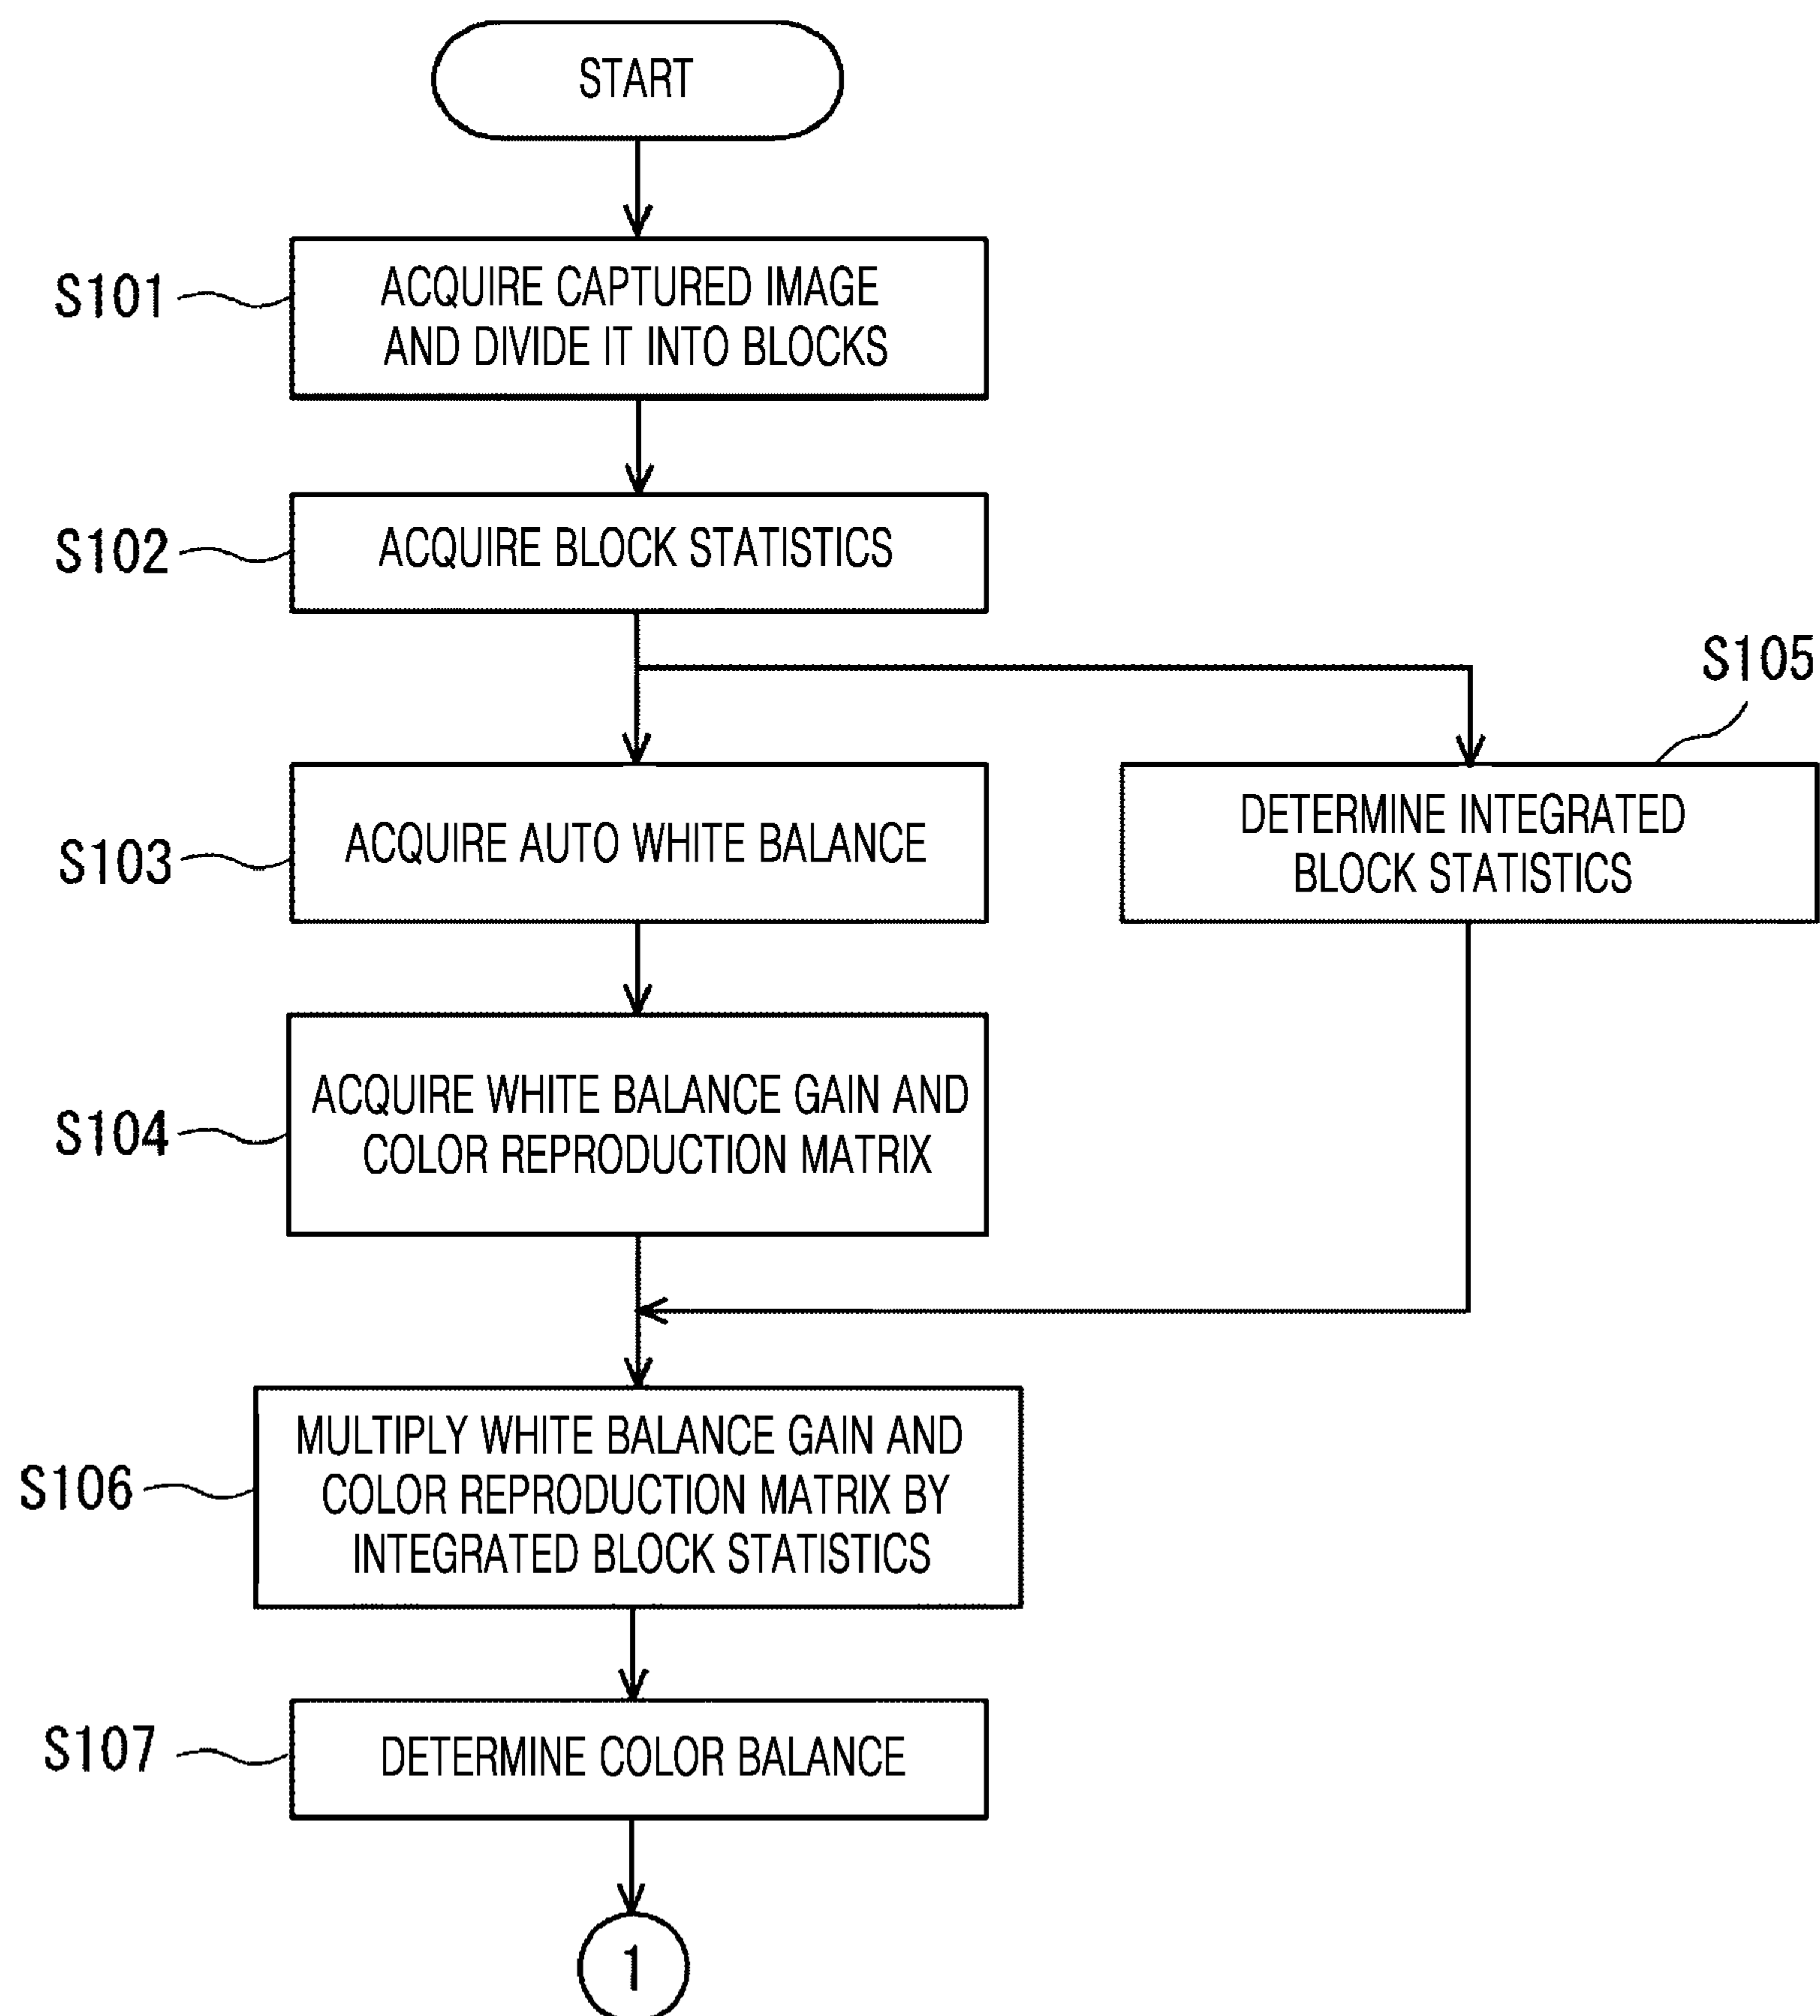 START
S101
ACQUIRE CAPTURED IMAGE
AND DIVIDE IT INTO BLOCKS
S102
ACQUIRE BLOCK STATISTICS
S103
ACQUIRE AUTO WHITE BALANCE
S105
DETERMINE INTEGRATED
BLOCK STATISTICS
S104
ACQUIRE WHITE BALANCE GAIN AND
COLOR REPRODUCTION MATRIX
S106
MULTIPLY WHITE BALANCE GAIN AND
COLOR REPRODUCTION MATRIX BY
INTEGRATED BLOCK STATISTICS
S107
DETERMINE COLOR BALANCE
1